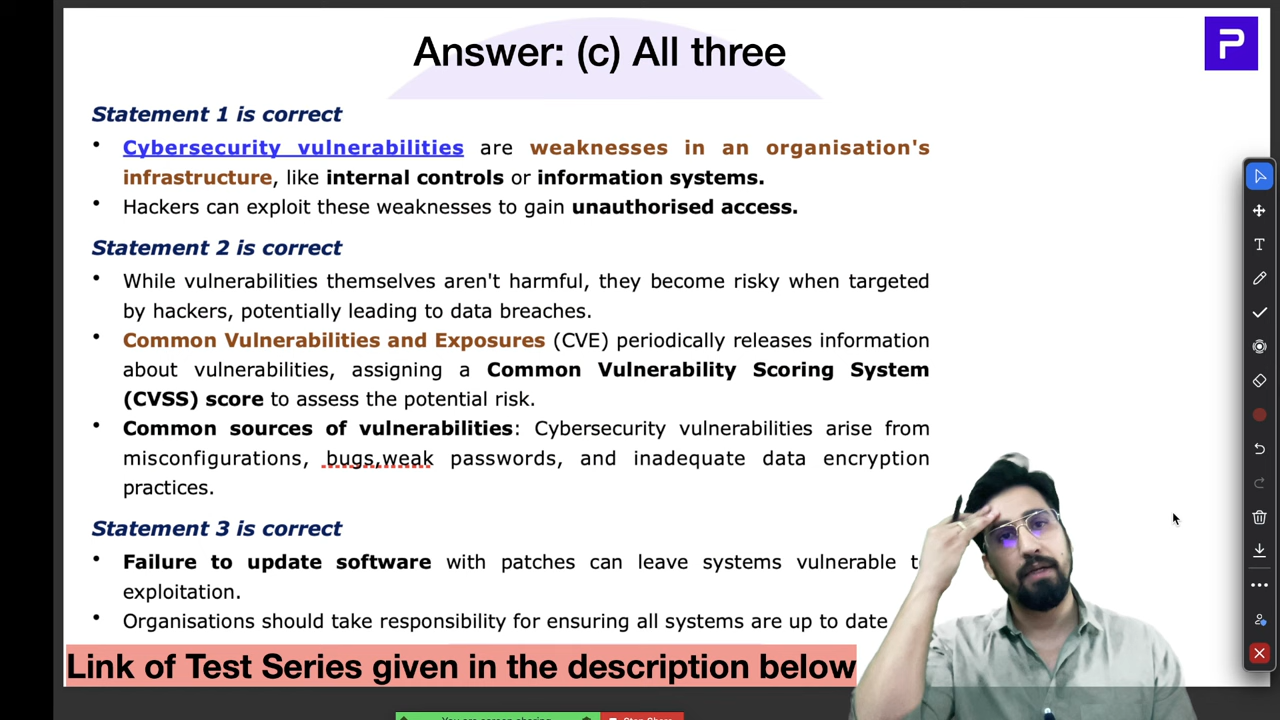 Answer: (c) All three
P
Statement 1 is correct
• Cybersecurity vulnerabilities are weaknesses in an organisation's
infrastructure, like internal controls or information systems.
• Hackers can exploit these weaknesses to gain unauthorised access.
Statement 2 is correct
• While vulnerabilities themselves aren't harmful, they become risky when targeted
by hackers, potentially leading to data breaches.
• Common Vulnerabilities and Exposures (CVE) periodically releases information
about vulnerabilities, assigning a Common Vulnerability Scoring System
(CVSS) score to assess the potential risk.
• Common sources of vulnerabilities: Cybersecurity vulnerabilities arise from
misconfigurations, bugs,weak passwords, and inadequate data encryption
practices.
Statement 3 is correct
• Failure to update software with patches can leave systems vulnerable
exploitation.
• Organisations should take responsibility for ensuring all systems are up to date
Link of Test Series given in the description below